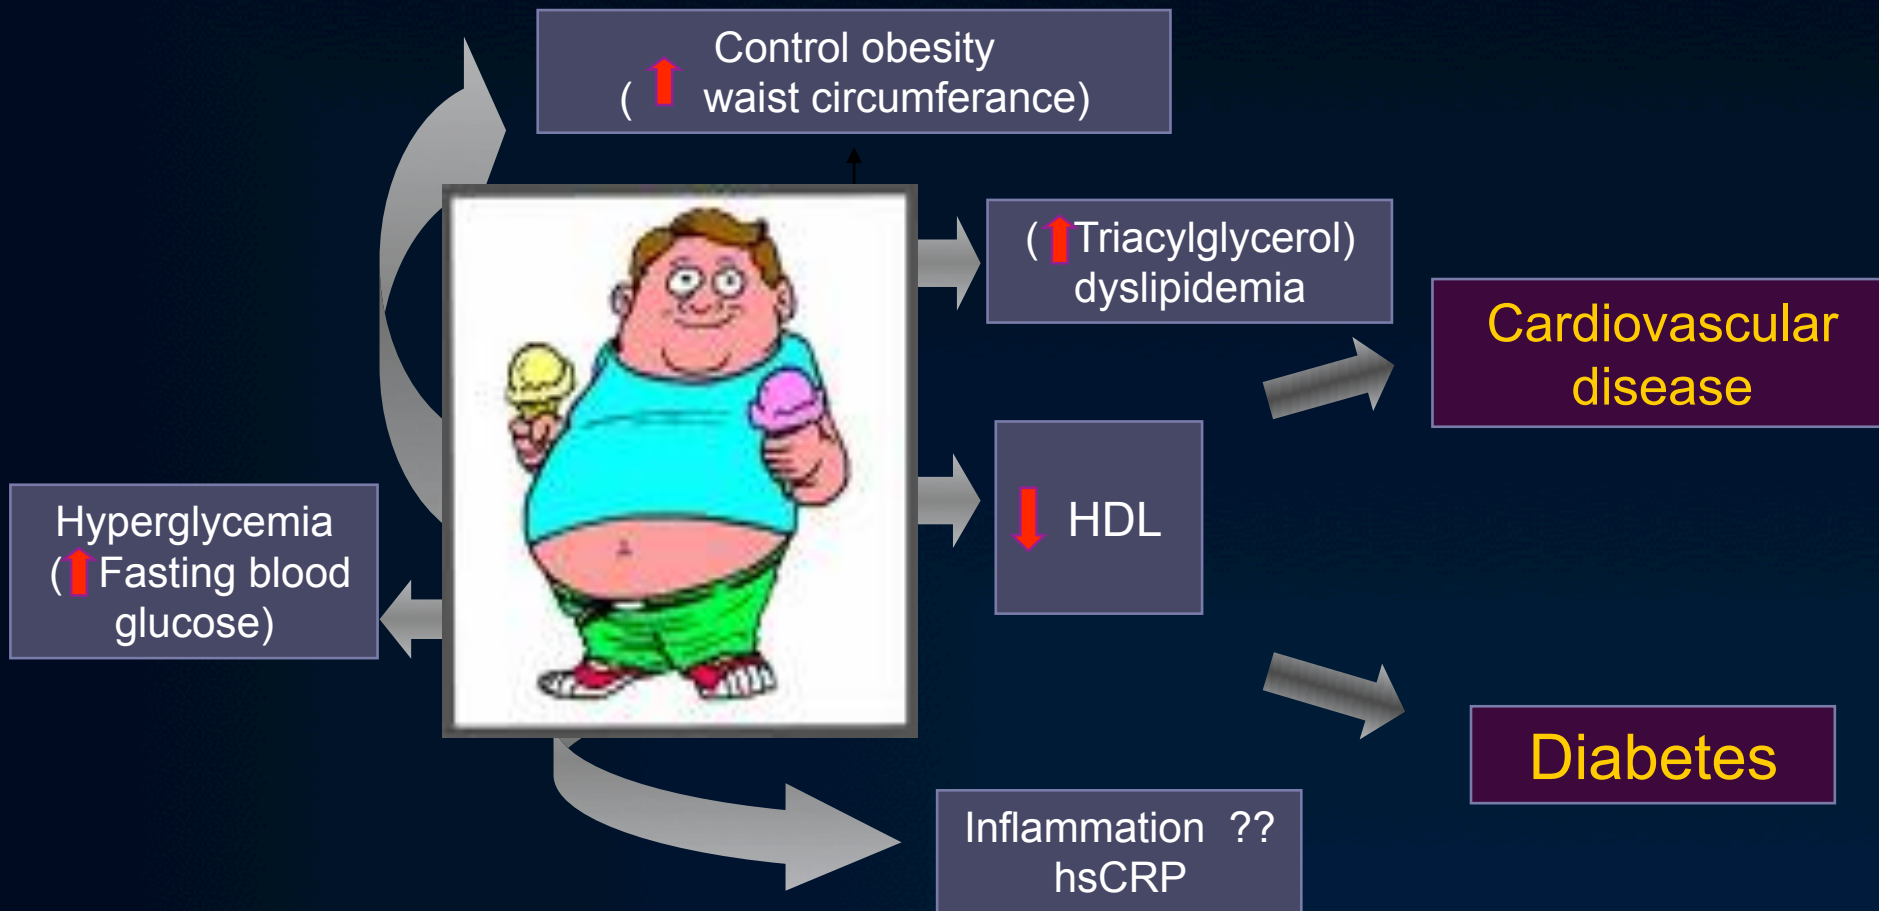 Control obesity
( waist circumferance)
( Triacylglycerol)
dyslipidemia
Cardiovascular
disease
HDL
Hyperglycemia
( Fasting blood
glucose)
Diabetes
Inflammation ??
hsCRP